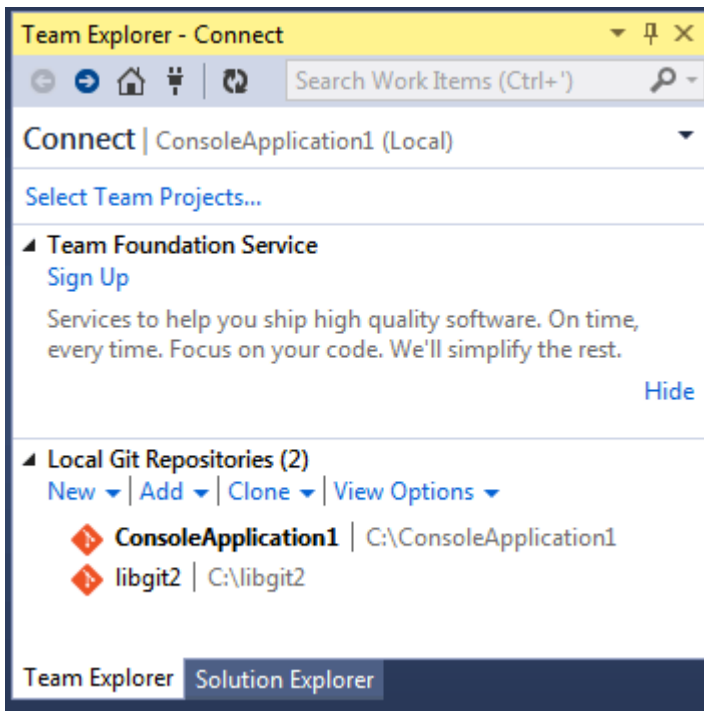 Team Explorer - Connect
Search Work Items (Ctrl+')
Connect | ConsoleApplication1 (Local)
Select Team Projects...
Team Foundation Service
Sign Up
Services to help you ship high quality software. On time,
every time. Focus on your code. We'll simplify the rest.
Hide
Local Git Repositories (2)
New | Add | Clone | View Options
ConsoleApplication1 | C:\ConsoleApplication1
libgit2 | C:\libgit2
Team Explorer Solution Explorer